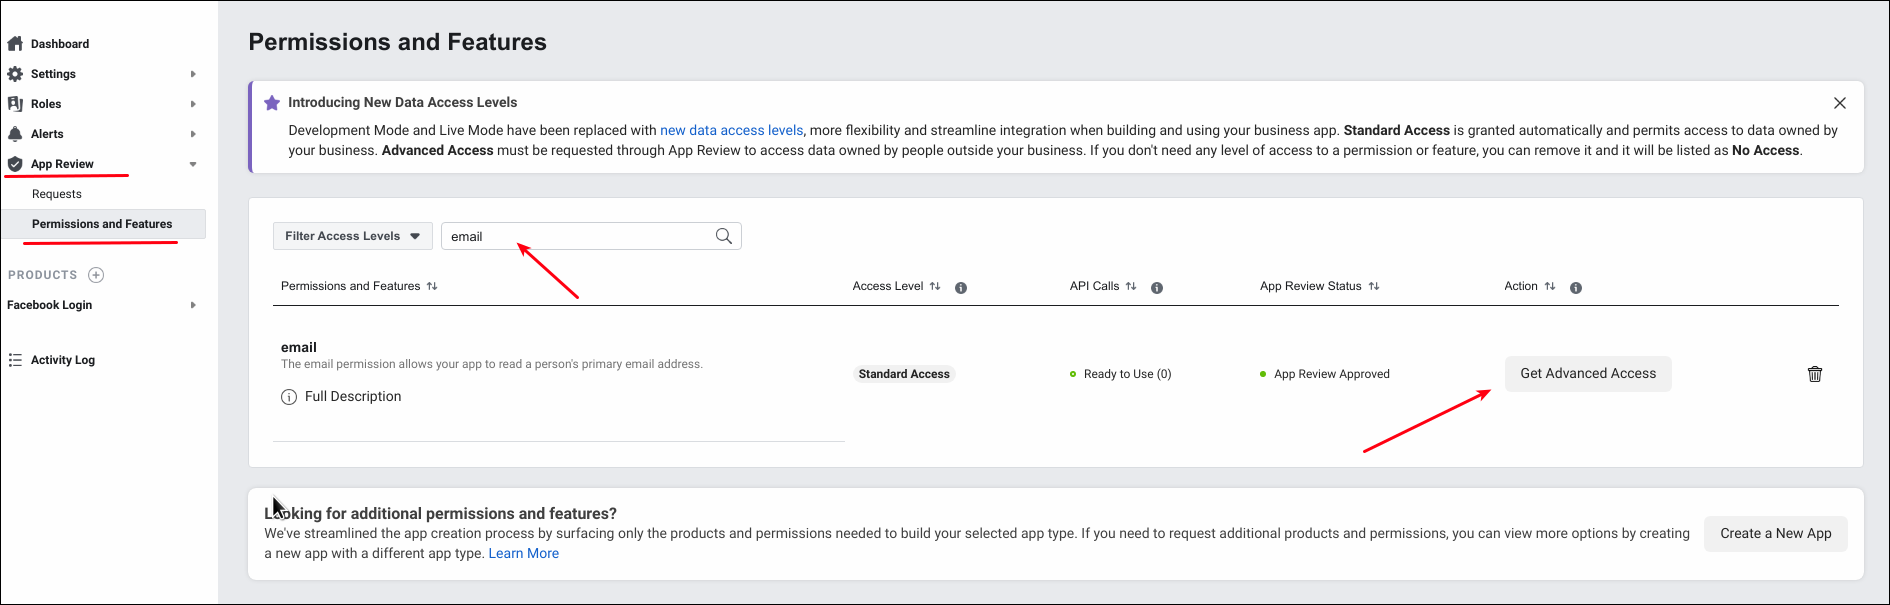 Dashboard
Settings
Roles
Alerts
App Review
Requests
Permissions and Features
PRODUCTS
Facebook Login
Activity Log
Permissions and Features
Introducing New Data Access Levels
Development Mode and Live Mode have been replaced with new data access levels, more flexibility and streamline integration when building and using your business app. Standard Access is granted automatically and permits access to data owned by
your business. Advanced Access must be requested through App Review to access data owned by people outside your business. If you don't need any level of access to a permission or feature, you can remove it and it will be listed as No Access.
Filter Access Levels email
Permissions and Features Access Level API Calls App Review Status Action
email
The email permission allows your app to read a person's primary email address.
Standard Access Ready to Use (0) App Review Approved Get Advanced Access
Full Description
Looking for additional permissions and features?
We've streamlined the app creation process by surfacing only the products and permissions needed to build your selected app type. If you need to request additional products and permissions, you can view more options by creating
a new app with a different app type. Learn More
Create a New App